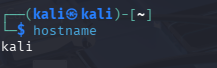 ┌──(kali㉿kali)-[~]
└─$ hostname
kali